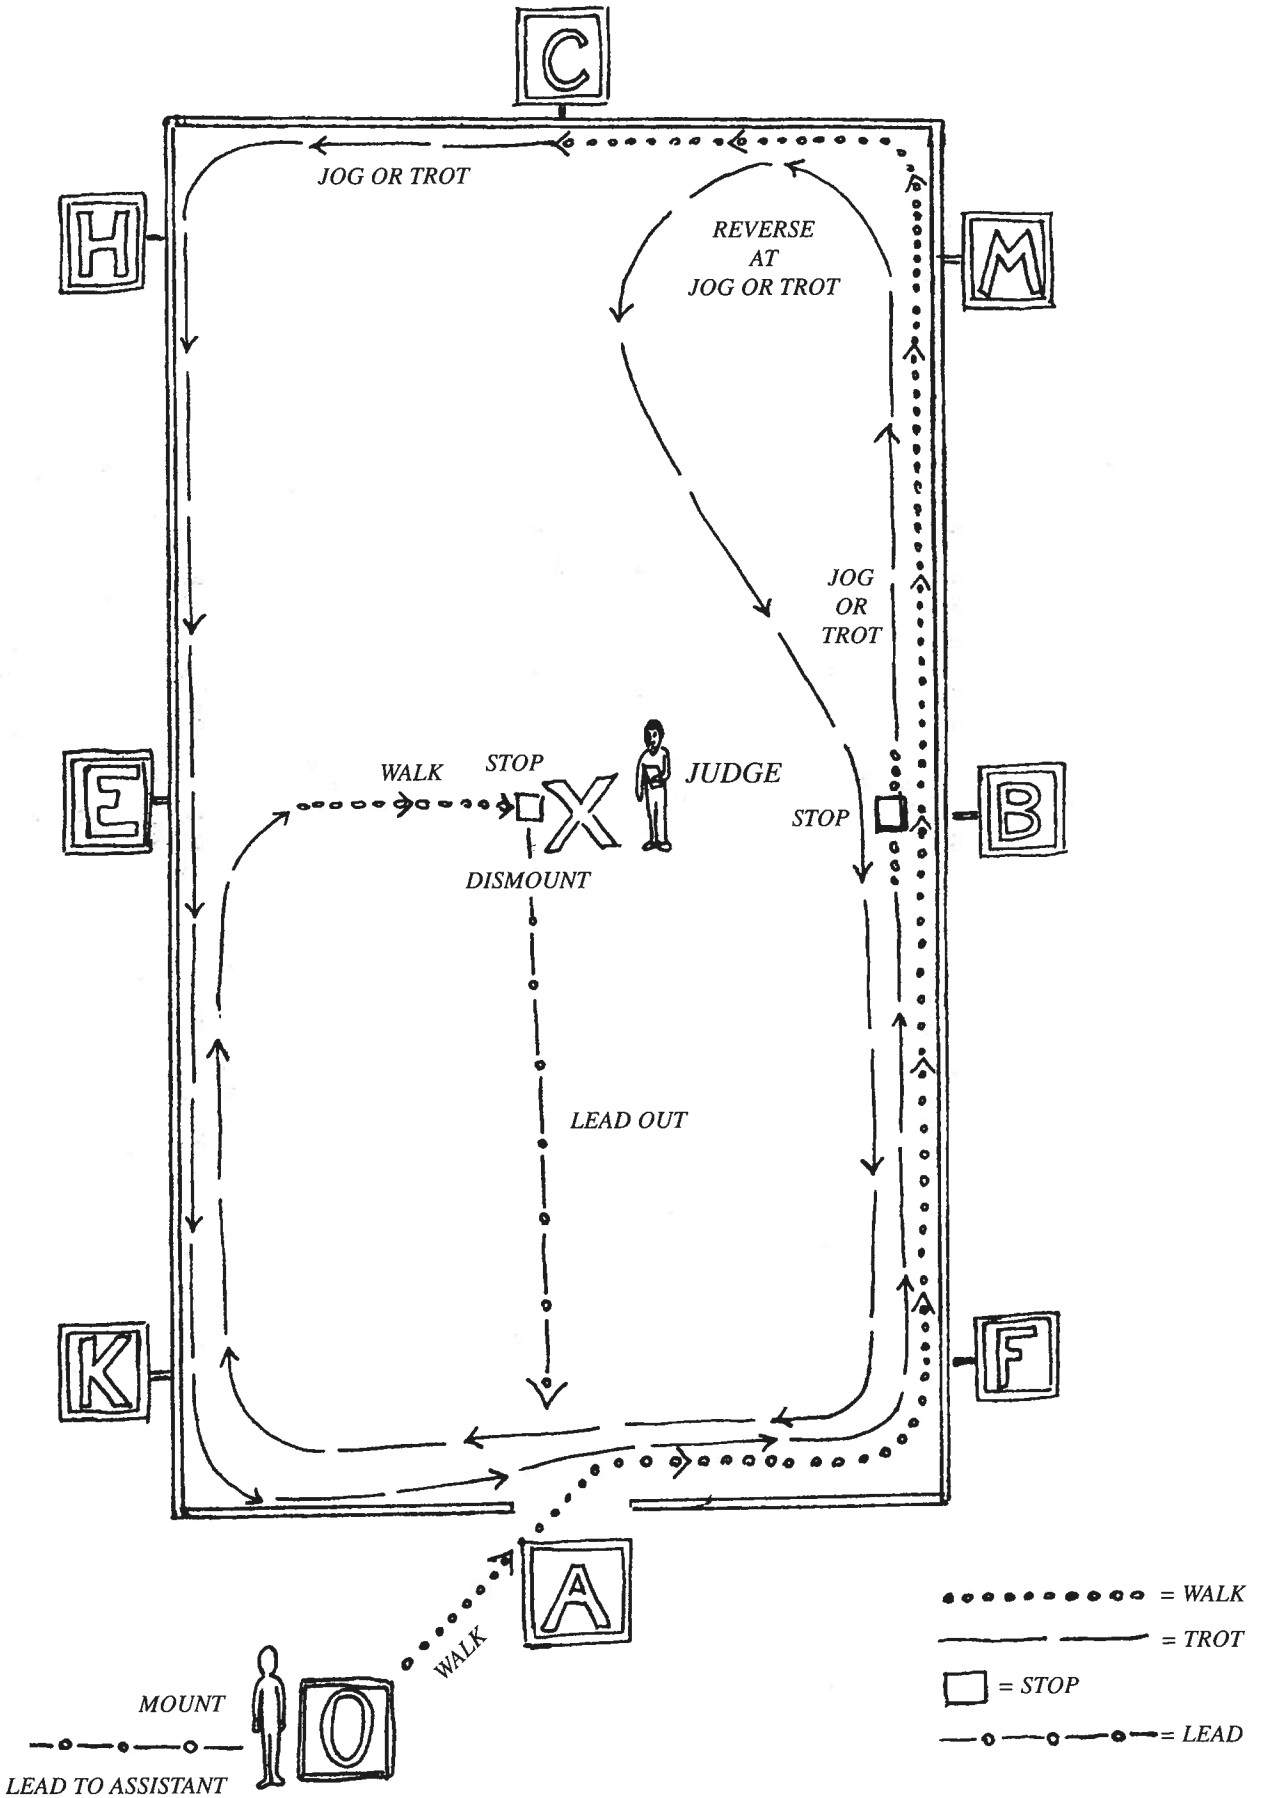 C
JOG OR TROT
H
REVERSE
AT
JOG OR TROT
M
JOG
OR
TROT
E
WALK
STOP
X
JUDGE
STOP
B
DISMOUNT
LEAD OUT
K
F
A
WALK
MOUNT
O
LEAD TO ASSISTANT
= WALK
= TROT
= STOP
= LEAD